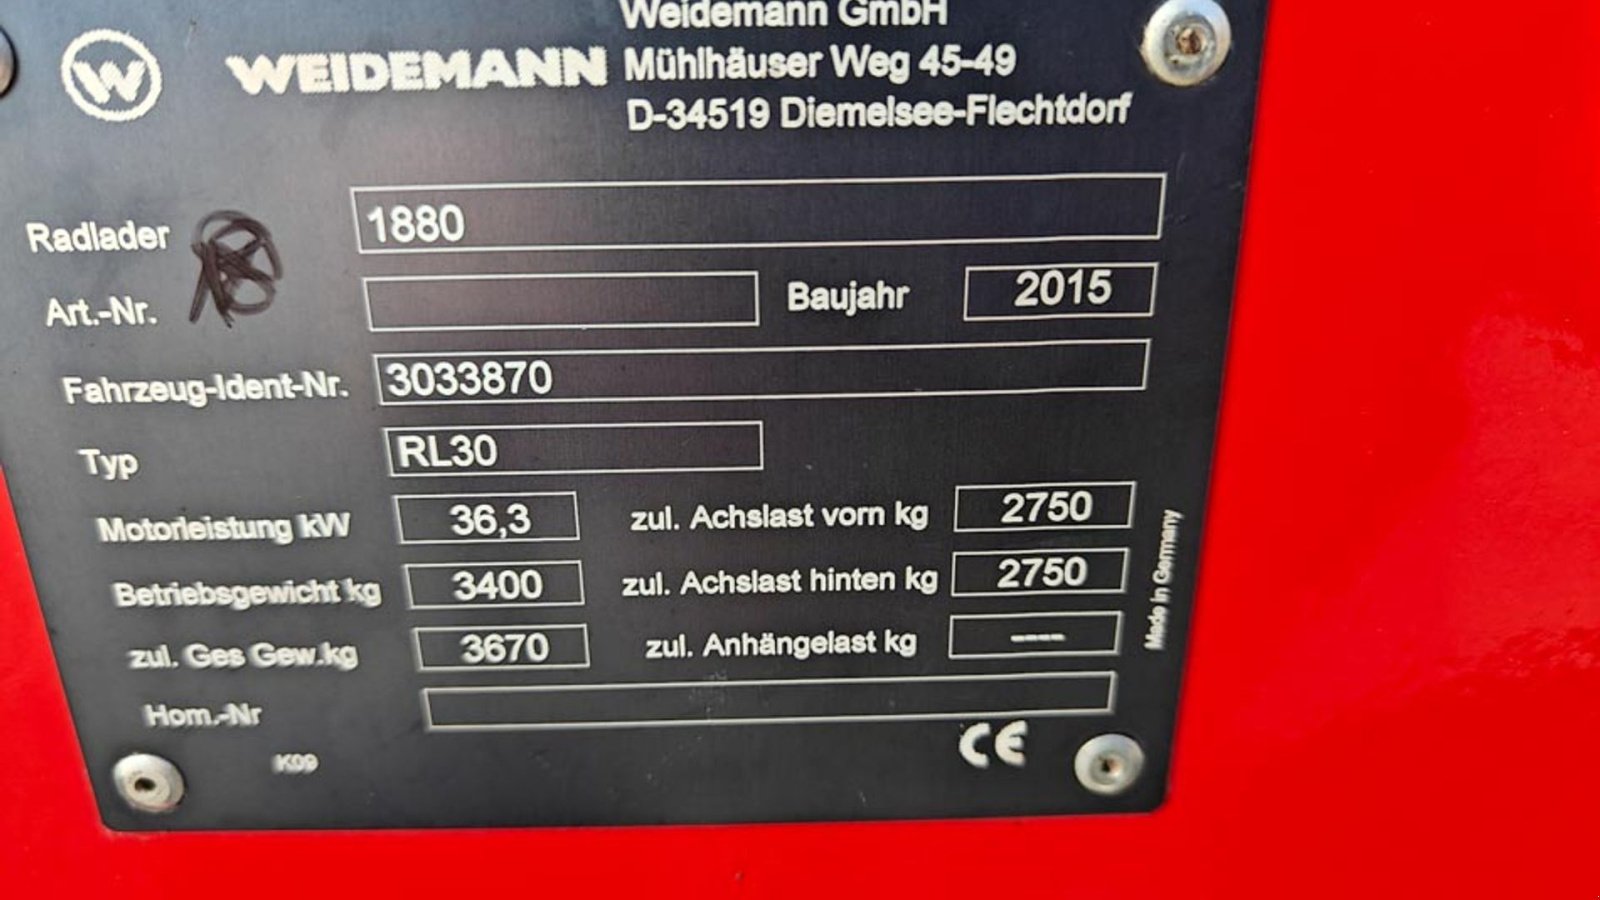 W WEIDEMANN
Weidemann GmbH
Mühlhäuser Weg 45-49
D-34519 Diemelsee-Flechtdorf
Radlader 1880
Art.-Nr. Baujahr 2015
Fahrzeug-Ident-Nr. 3033870
Typ RL30
Motorleistung kW 36,3 zul. Achslast vorn kg 2750
Betriebsgewicht kg 3400 zul. Achslast hinten kg 2750
zul. Ges Gew.kg 3670 zul. Anhängelast kg ----
Hom.-Nr
K09 CE
Made in Germany